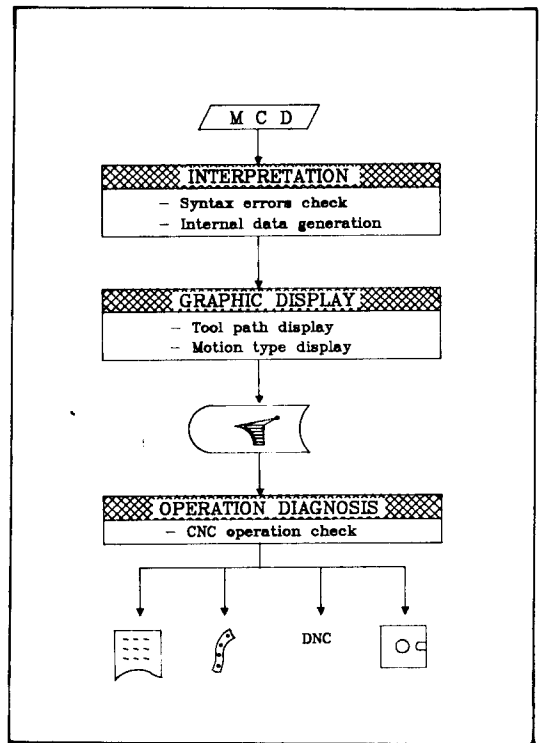 M C D
INTERPRETATION
- Syntax errors check
- Internal data generation
GRAPHIC DISPLAY
- Tool path display
- Motion type display
OPERATION DIAGNOSIS
- CNC operation check
DNC